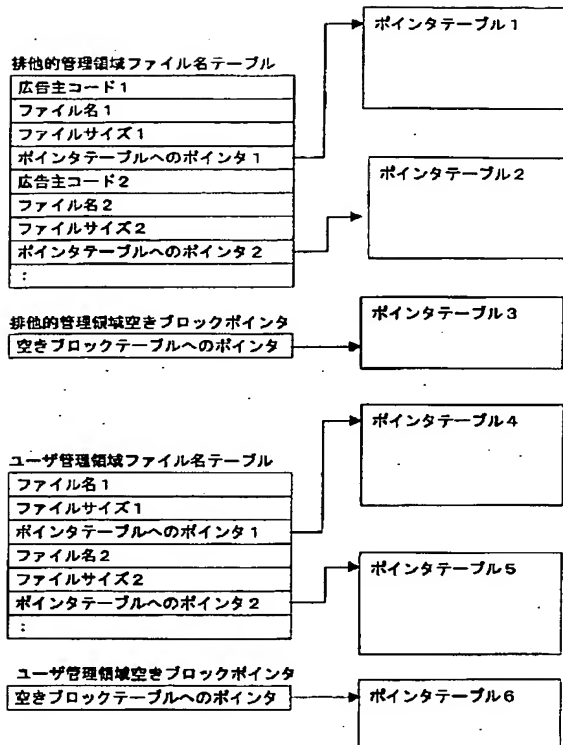 排他的管理領域ファイル名テーブル
広告主コード1
ファイル名1
ファイルサイズ1
ポインタテーブルへのポインタ1
広告主コード2
ファイル名2
ファイルサイズ2
ポインタテーブルへのポインタ2
:
ポインタテーブル1
ポインタテーブル2
排他的管理領域空きブロックポインタ
空きブロックテーブルへのポインタ
ポインタテーブル3
ユーザ管理領域ファイル名テーブル
ファイル名1
ファイルサイズ1
ポインタテーブルへのポインタ1
ファイル名2
ファイルサイズ2
ポインタテーブルへのポインタ2
:
ポインタテーブル4
ポインタテーブル5
ユーザ管理領域空きブロックポインタ
空きブロックテーブルへのポインタ
ポインタテーブル6